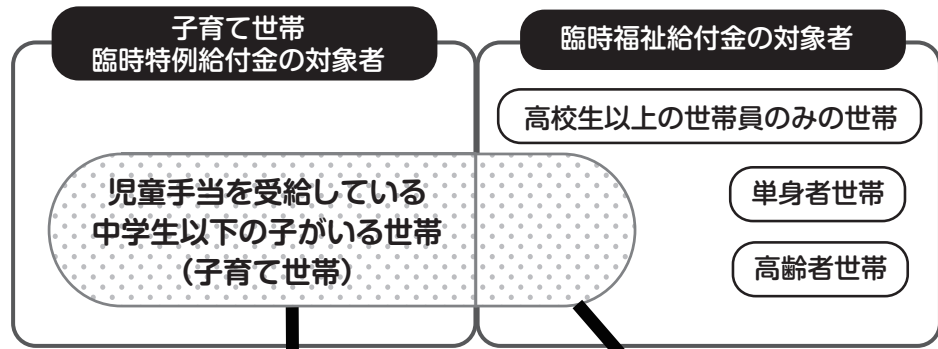 子育て世帯
臨時特例給付金の対象者
臨時福祉給付金の対象者
高校生以上の世帯員のみの世帯
児童手当を受給している
中学生以下の子がいる世帯
（子育て世帯）
単身者世帯
高齢者世帯